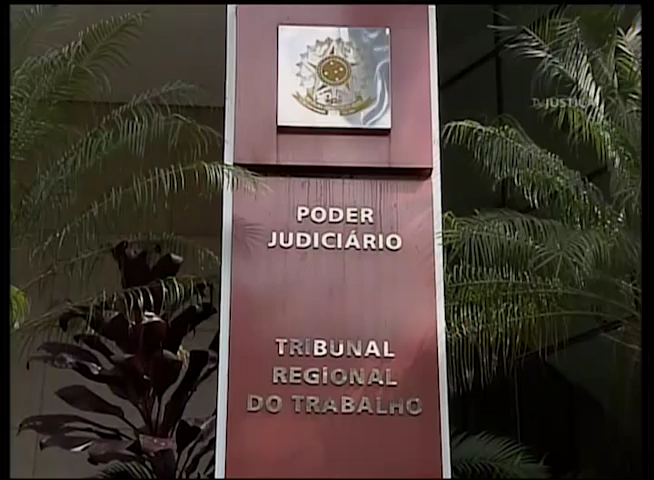 TV JUSTIÇA
PODER
JUDICIÁRIO
TRIBUNAL
REGIONAL
DO TRABALHO